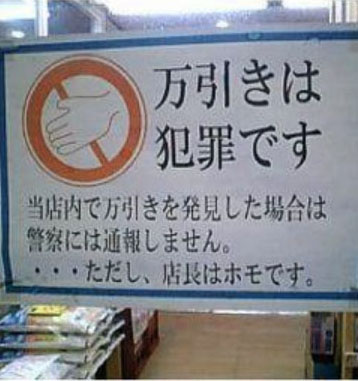 万引きは
犯罪です
当店内で万引きを発見した場合は
警察には通報しません。
・・・ただし、店長はホモです。